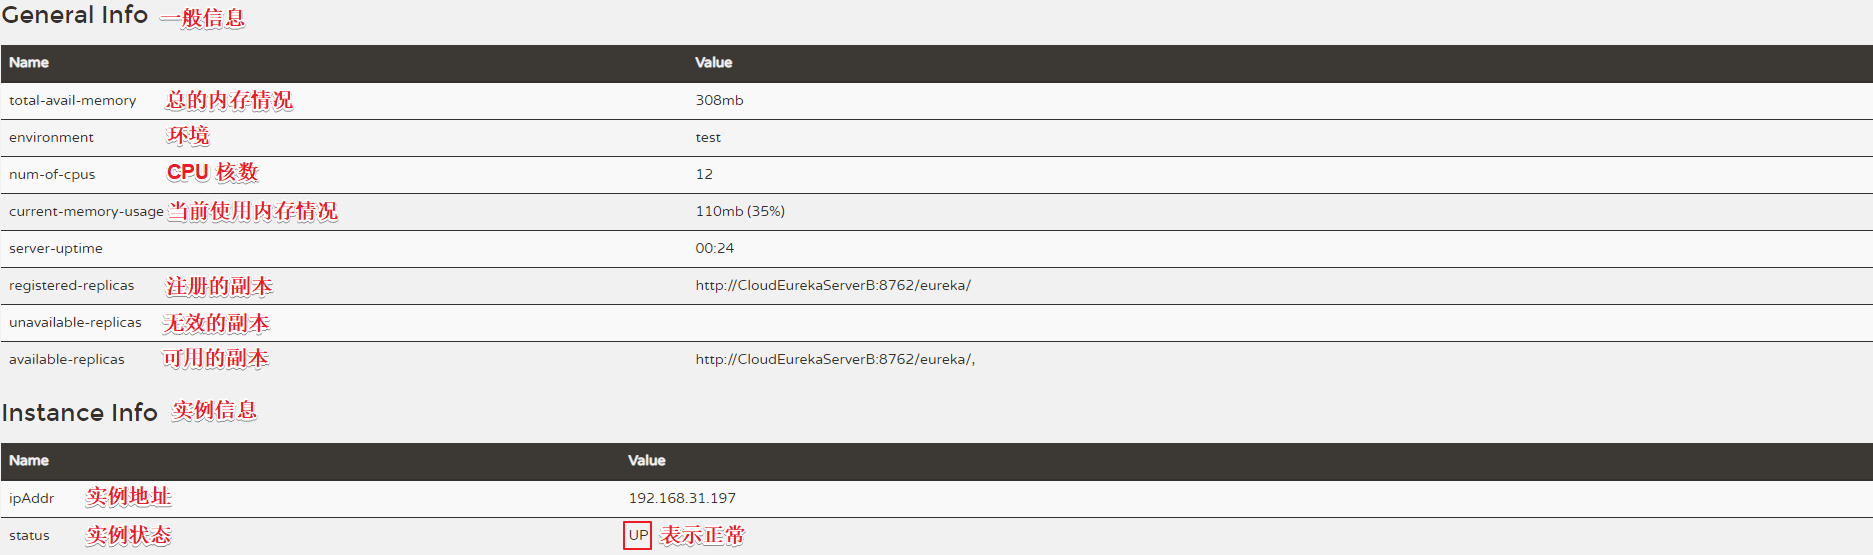 General Info 一般信息
Name Value
total-avail-memory 总的内存情况 308mb
environment 环境 test
num-of-cpus CPU 核数 12
current-memory-usage 当前使用内存情况 110mb (35%)
server-uptime 00:24
registered-replicas 注册的副本 http://CloudEurekaServerB:8762/eureka/
unavailable-replicas 无效的副本
available-replicas 可用的副本 http://CloudEurekaServerB:8762/eureka/,
Instance Info 实例信息
Name Value
ipAddr 实例地址 192.168.31.197
status 实例状态 UP 表示正常